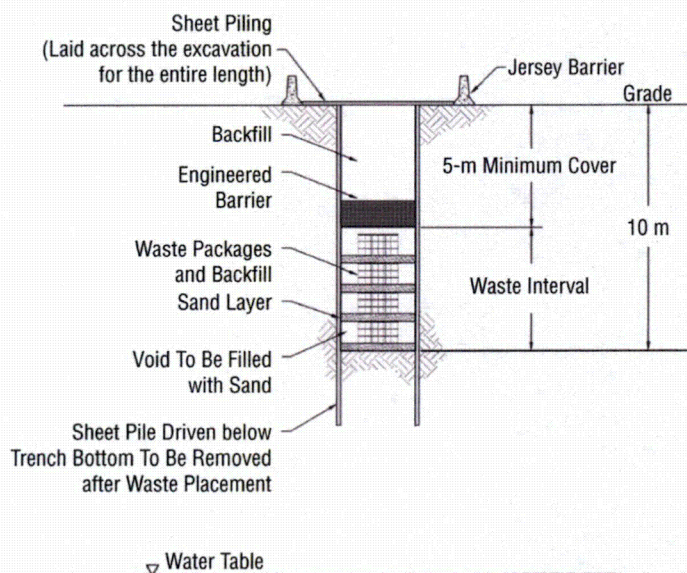 Sheet Piling
(Laid across the excavation
for the entire length)
Jersey Barrier
Grade
Backfill
5-m Minimum Cover
Engineered
Barrier
10 m
Waste Packages
and Backfill
Waste Interval
Sand Layer
Void To Be Filled
with Sand
Sheet Pile Driven below
Trench Bottom To Be Removed
after Waste Placement
Water Table